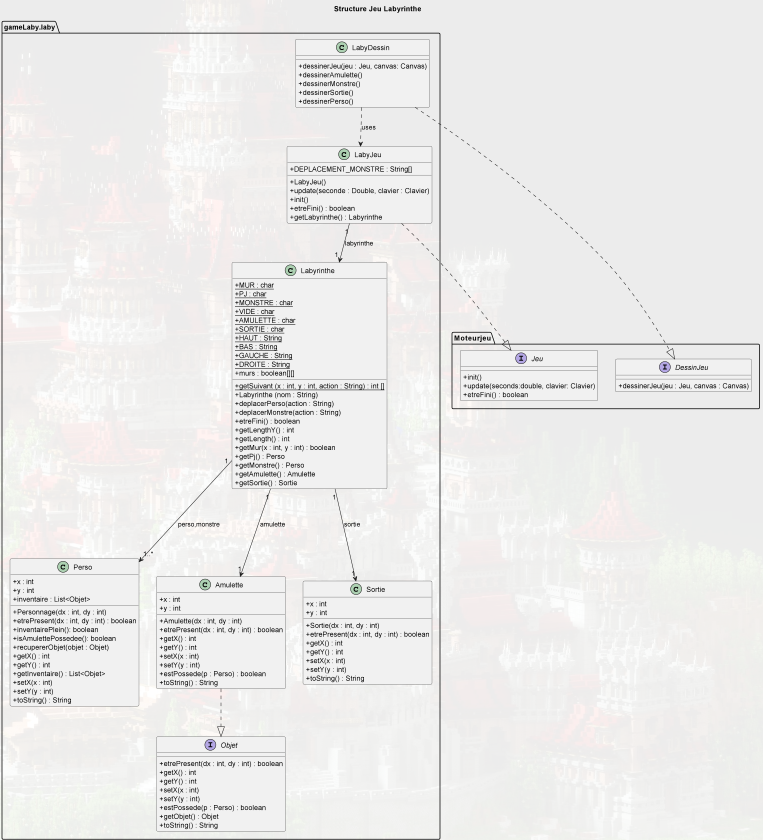 Structure Jeu Labyrinthe
gameLaby.laby
C LabyDessin
+dessinerJeu(jeu : Jeu, canvas: Canvas)
+dessinerAmulette()
+dessinerMonstre()
+dessinerSortie()
+dessinerPerso()
uses
C LabyJeu
+DEPLACEMENT_MONSTRE : String[]
+LabyJeu()
+update(seconde : Double, clavier : Clavier)
+init()
+etreFini() : boolean
+getLabyrinthe() : Labyrinthe
1
labyrinthe
1
C Labyrinthe
+MUR : char
+PJ : char
+MONSTRE : char
+VIDE : char
+AMULETTE : char
+SORTIE : char
+HAUT : String
+BAS : String
+GAUCHE : String
+DROITE : String
+murs : boolean[][]
+getSuivant (x : int, y : int, action : String) : int []
+Labyrinthe (nom : String)
+deplacerPerso(action : String)
+deplacerMonstre(action : String)
+etreFini() : boolean
+getLengthY() : int
+getLength() : int
+getMur(x : int, y : int) : boolean
+getPj() : Perso
+getMonstre() : Perso
+getAmulette() : Amulette
+getSortie() : Sortie
Moteurjeu
I Jeu
+init()
+update(seconds:double, clavier: Clavier)
+etreFini() : boolean
I DessinJeu
+dessinerJeu(jeu : Jeu, canvas : Canvas)
1
perso,monstre
1..*
1
amulette
1
1
sortie
1
C Perso
+x : int
+y : int
+inventaire : List<Objet>
+Personnage(dx : int, dy : int)
+etrePresent(dx : int, dy : int) : boolean
+inventairePlein(): boolean
+isAmulettePossedee(): boolean
+recupererObjet(objet : Objet)
+getX() : int
+getY() : int
+getInventaire() : List<Objet>
+setX(x : int)
+setY(y : int)
+toString() : String
C Amulette
+x : int
+y : int
+Amulette(dx : int, dy : int)
+etrePresent(dx : int, dy : int) : boolean
+getX() : int
+getY() : int
+setX(x : int)
+setY(y : int)
+estPossede(p : Perso) : boolean
+toString() : String
C Sortie
+x : int
+y : int
+Sortie(dx : int, dy : int)
+etrePresent(dx : int, dy : int) : boolean
+getX() : int
+getY() : int
+setX(x : int)
+setY(y : int)
+toString() : String
I Objet
+etrePresent(dx : int, dy : int) : boolean
+getX() : int
+getY() : int
+setX(x : int)
+setY(y : int)
+estPossede(p : Perso) : boolean
+getObjet() : Objet
+toString() : String